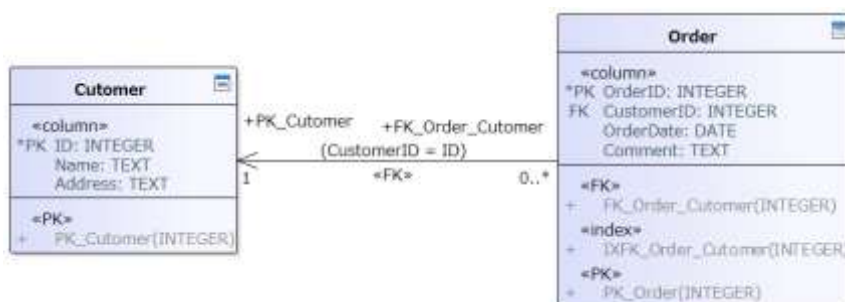 Cutomer
«column»
*PK ID: INTEGER
Name: TEXT
Address: TEXT
«PK»
+ PK_Cutomer(INTEGER)
+PK_Cutomer +FK_Order_Cutomer
(CustomerID = ID)
1 «FK» 0..*
Order
«column»
*PK OrderID: INTEGER
FK CustomerID: INTEGER
OrderDate: DATE
Comment: TEXT
«FK»
+ FK_Order_Cutomer(INTEGER)
«index»
+ IXFK_Order_Cutomer(INTEGER)
«PK»
+ PK_Order(INTEGER)